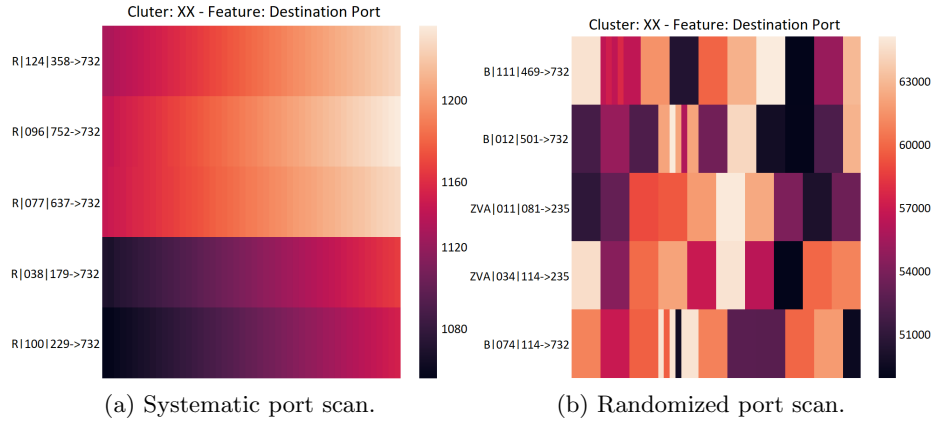 Cluter: XX - Feature: Destination Port
R|124|358->732
R|096|752->732
R|077|637->732
R|038|179->732
R|100|229->732
1200
1160
1120
1080
(a) Systematic port scan.
Cluster: XX - Feature: Destination Port
B|111|469->732
B|012|501->732
ZVA|011|081->235
ZVA|034|114->235
B|074|114->732
63000
60000
57000
54000
51000
(b) Randomized port scan.